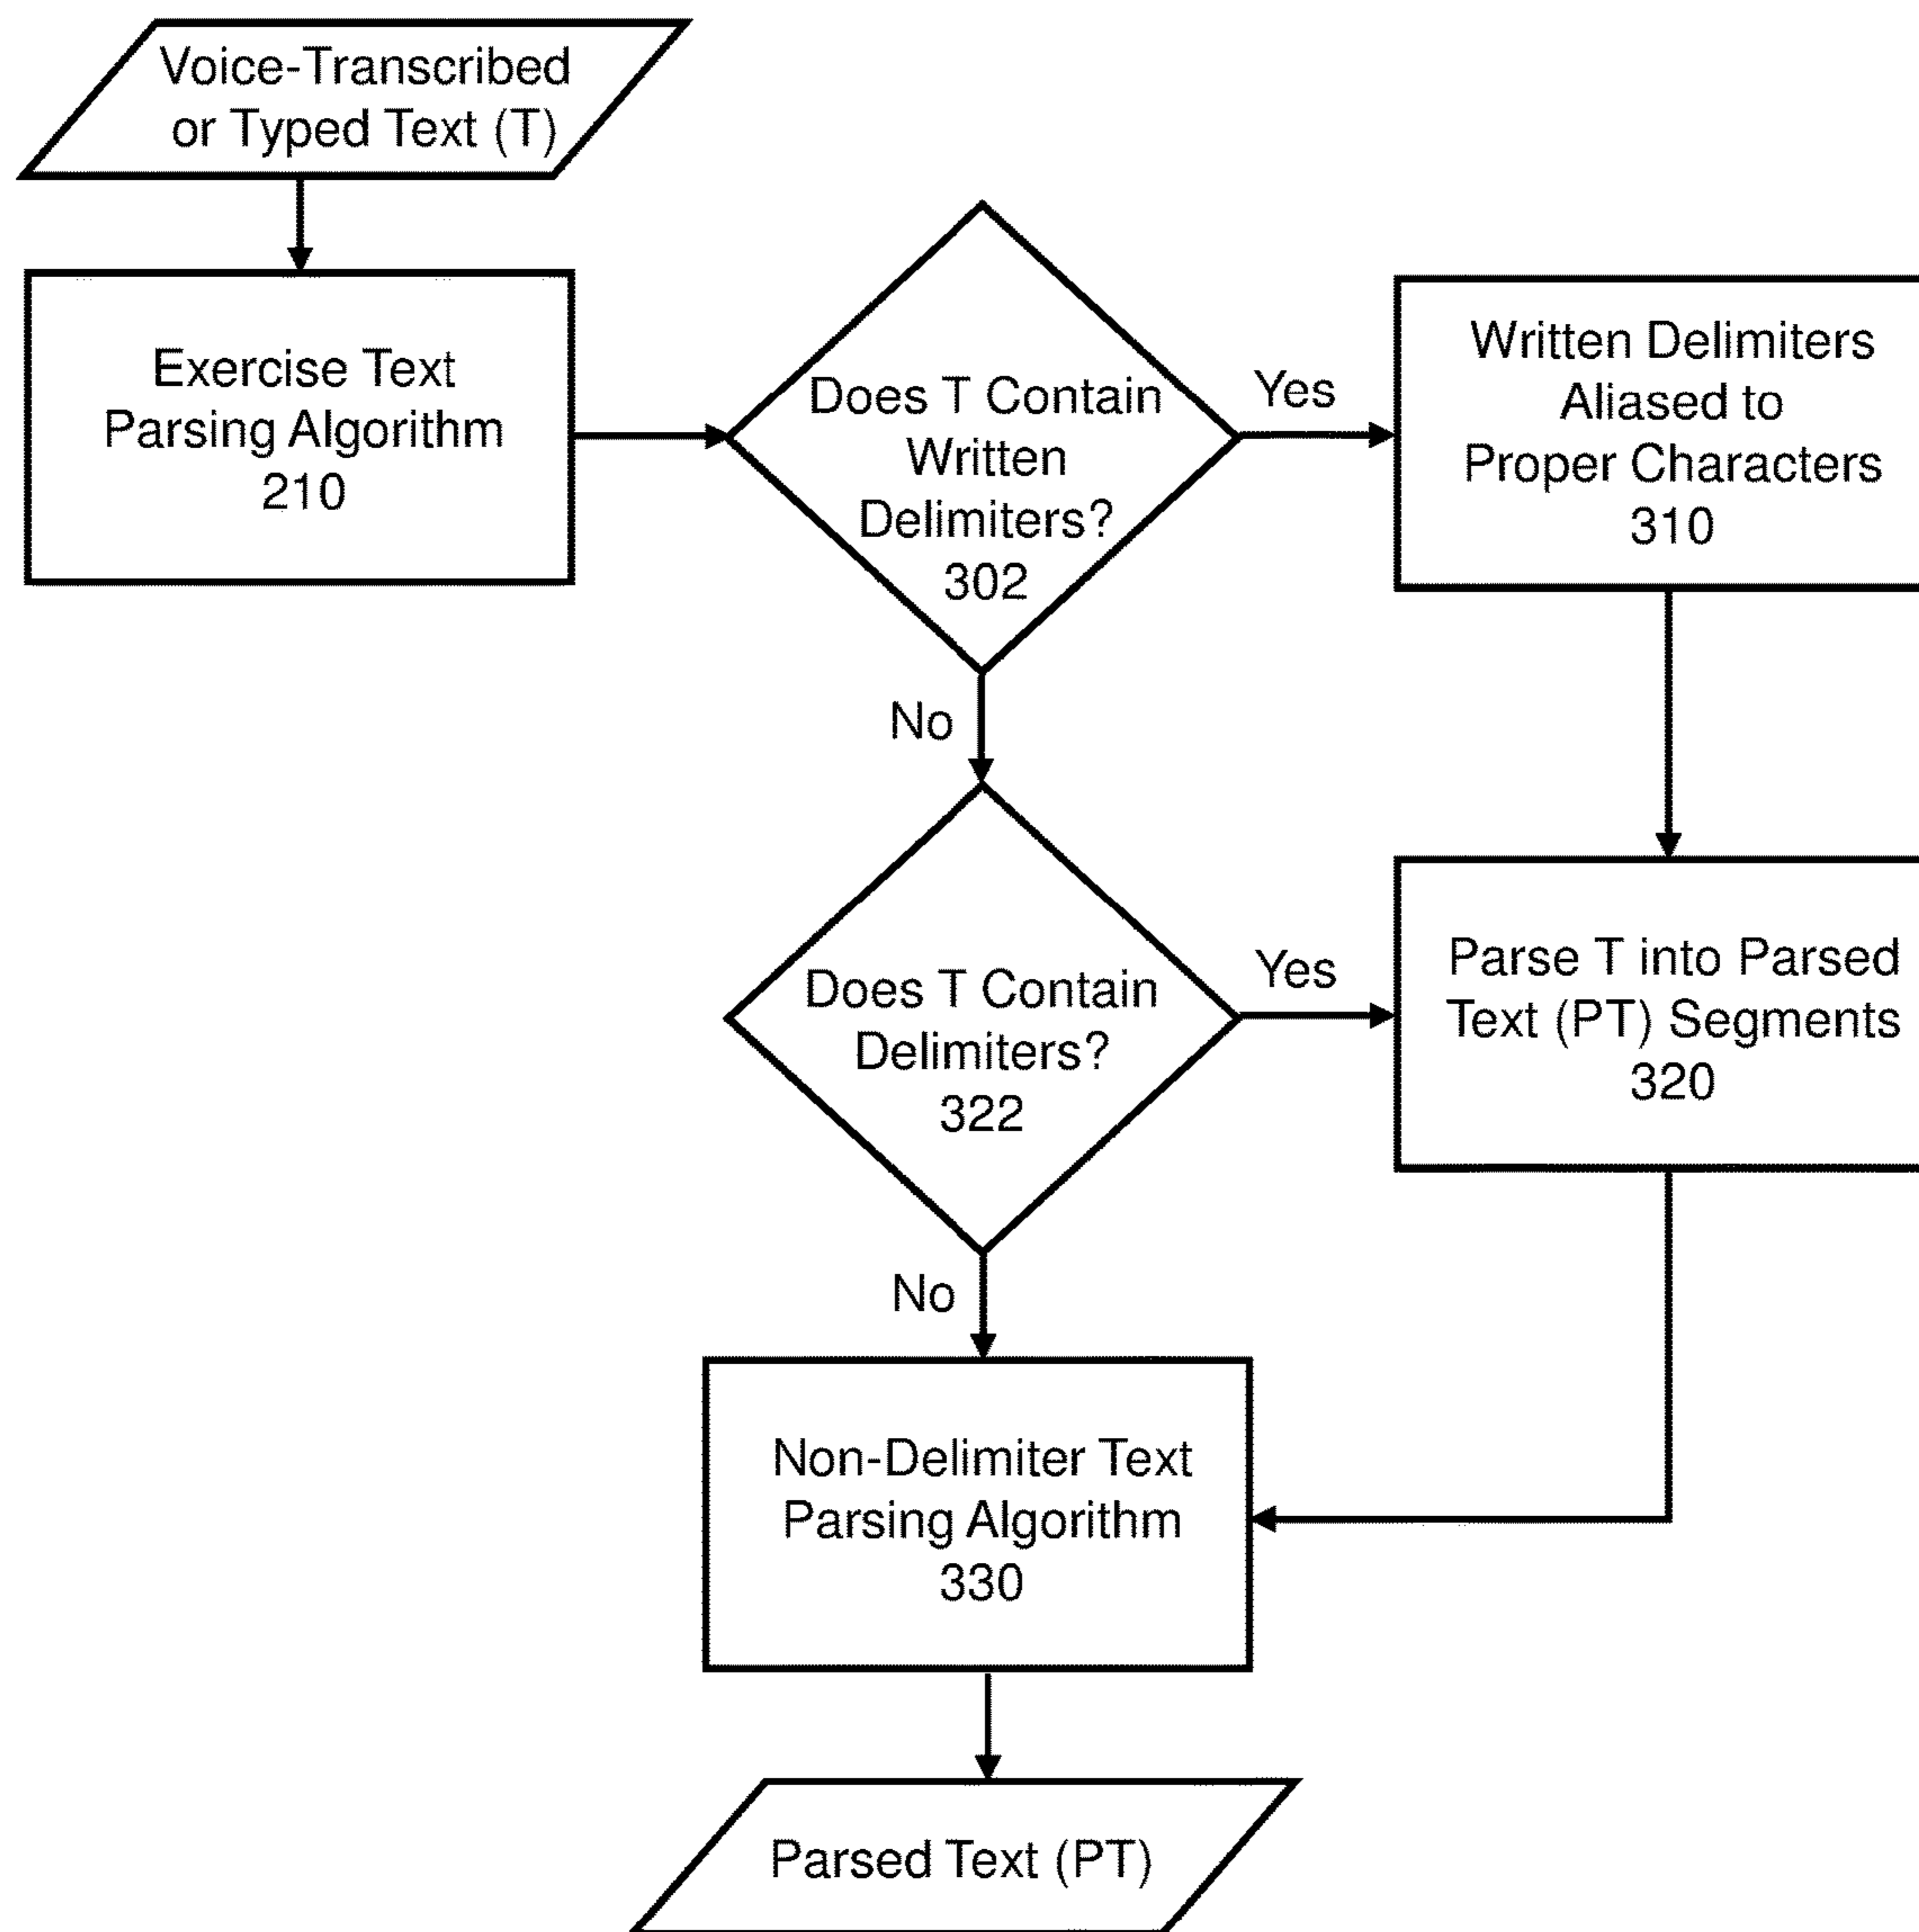 Voice-Transcribed
or Typed Text (T)
Exercise Text
Parsing Algorithm
210
Does T Contain
Written
Delimiters?
302
Yes
Written Delimiters
Aliased to
Proper Characters
310
No
Does T Contain
Delimiters?
322
Yes
Parse T into Parsed
Text (PT) Segments
320
No
Non-Delimiter Text
Parsing Algorithm
330
Parsed Text (PT)